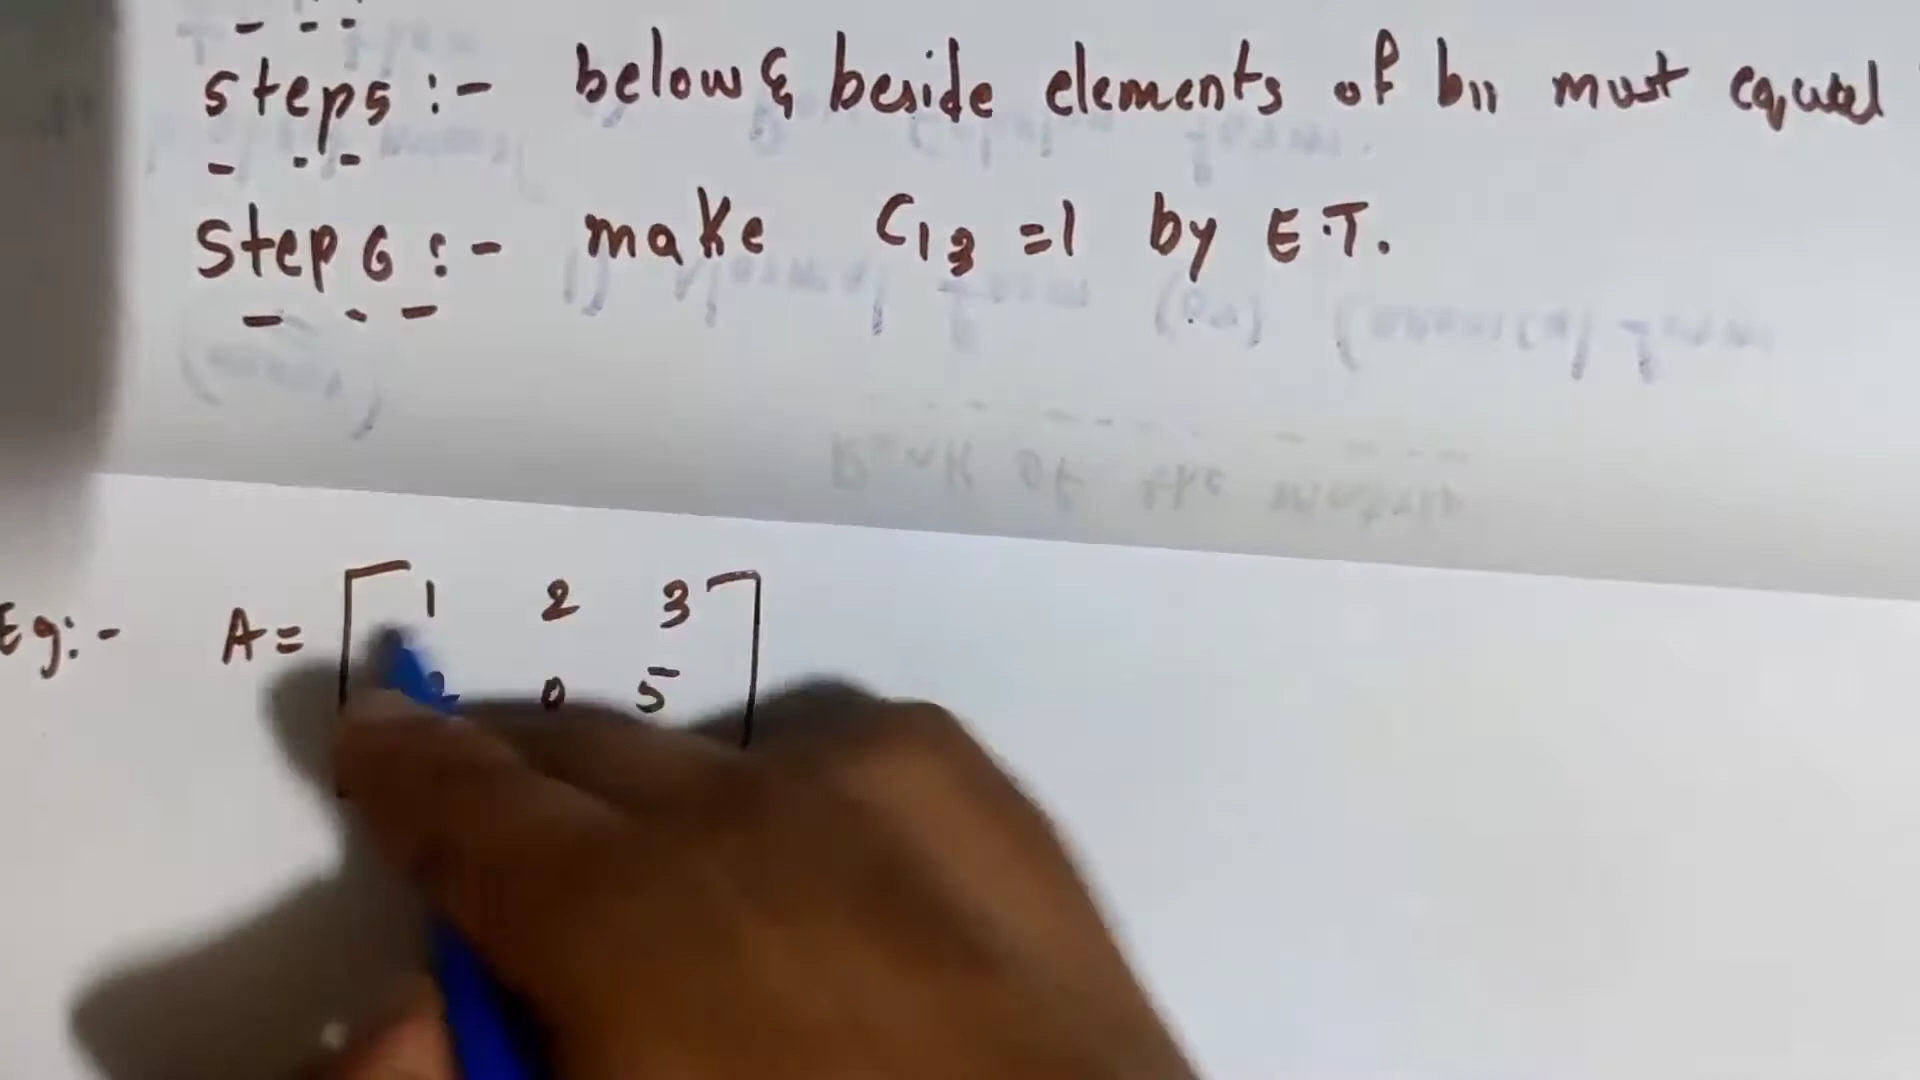 step5 :- below & beside elements of b11 must equal
step 6 :- make C13 =1 by E.T.
Eg:- A= 1 2 3
2 0 5